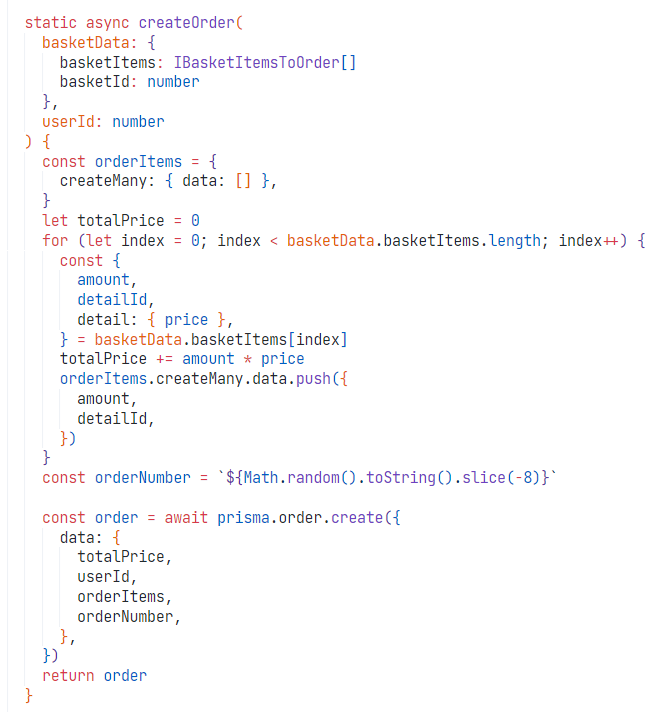 static async createOrder(
  basketData: {
    basketItems: IBasketItemsToOrder[]
    basketId: number
  },
  userId: number
) {
  const orderItems = {
    createMany: { data: [] },
  }
  let totalPrice = 0
  for (let index = 0; index < basketData.basketItems.length; index++) {
    const {
      amount,
      detailId,
      detail: { price },
    } = basketData.basketItems[index]
    totalPrice += amount * price
    orderItems.createMany.data.push({
      amount,
      detailId,
    })
  }
  const orderNumber = `${Math.random().toString().slice(-8)}`

  const order = await prisma.order.create({
    data: {
      totalPrice,
      userId,
      orderItems,
      orderNumber,
    },
  })
  return order
}